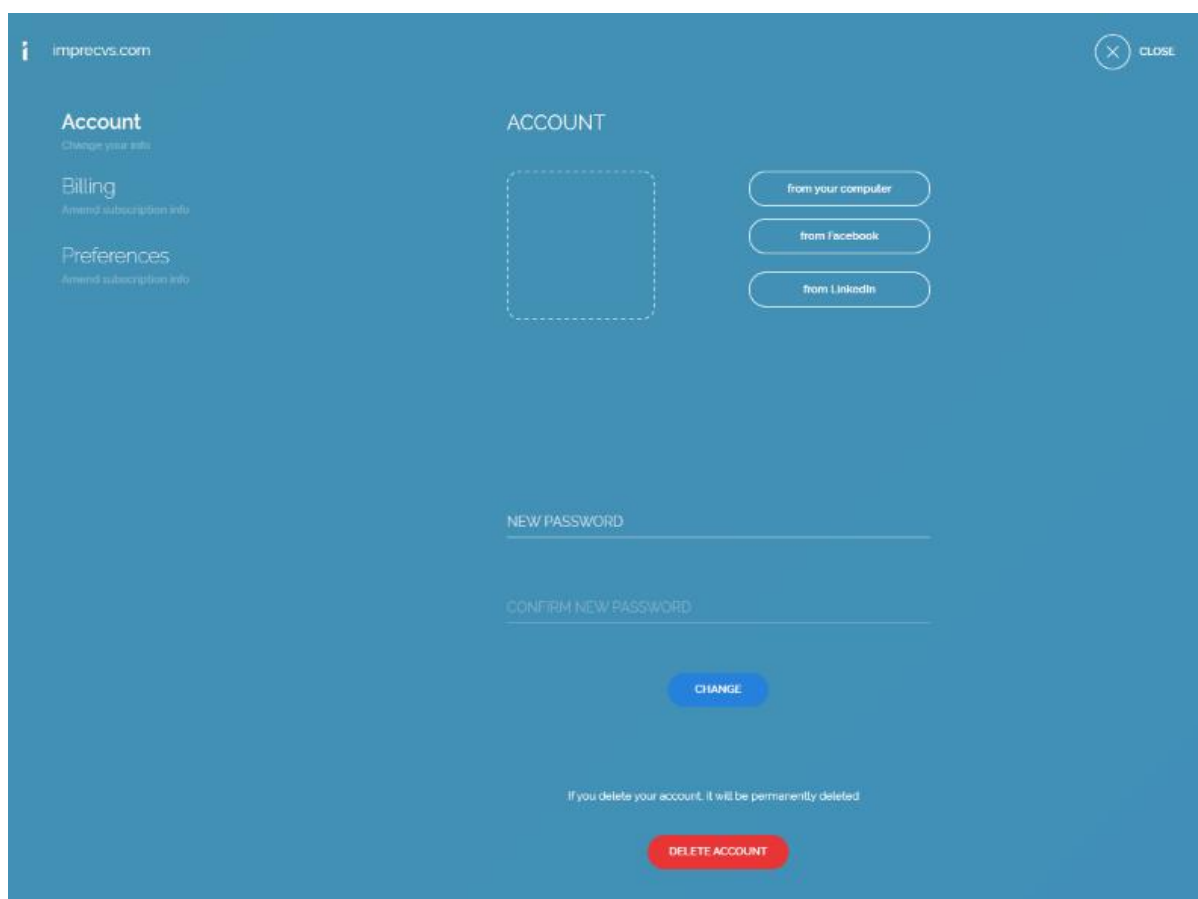 i imprecvs.com
CLOSE
Account
Change your info
Billing
Amend subscription info
Preferences
Amend subscription info
ACCOUNT
from your computer
from Facebook
from LinkedIn
NEW PASSWORD
CONFIRM NEW PASSWORD
CHANGE
If you delete your account, it will be permanently deleted
DELETE ACCOUNT